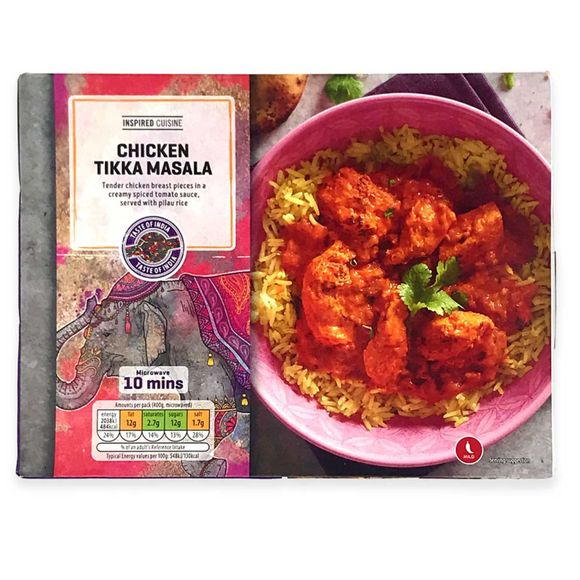 INSPIRED CUISINE
CHICKEN
TIKKA MASALA
Tender chicken breast pieces in a
creamy spiced tomato sauce,
served with pilau rice
TASTE OF INDIA
TASTE OF INDIA
Microwave
10 mins
Amounts per pack (400g, microwaved)
energy fat saturates sugars salt
2038kJ 12g 2.7g 12g 1.7g
484kcal
24% 17% 14% 13% 28%
% of an adult's Reference Intake
Typical Energy values per 100g: 548kJ/130kcal
MILD
Serving suggestion